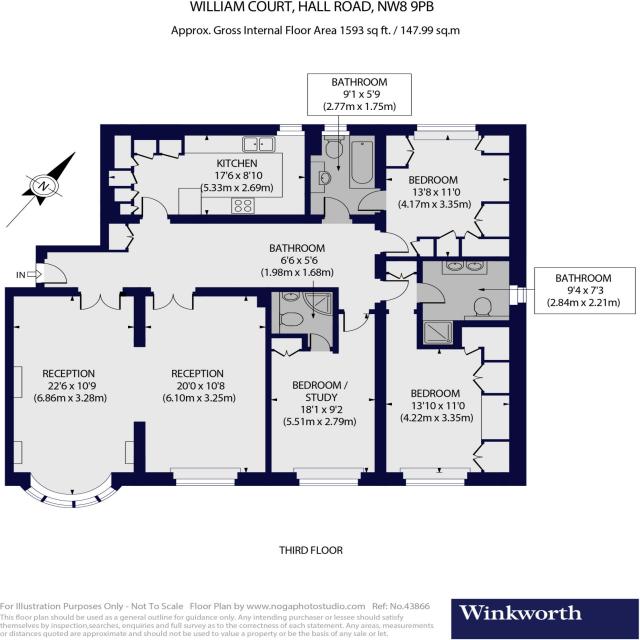 WILLIAM COURT, HALL ROAD, NW8 9PB
Approx. Gross Internal Floor Area 1593 sq ft. / 147.99 sq.m
BATHROOM
9'1 x 5'9
(2.77m x 1.75m)
KITCHEN
17'6 x 8'10
(5.33m x 2.69m)
BEDROOM
13'8 x 11'0
(4.17m x 3.35m)
N
IN
BATHROOM
6'6 x 5'6
(1.98m x 1.68m)
BATHROOM
9'4 x 7'3
(2.84m x 2.21m)
RECEPTION
22'6 x 10'9
(6.86m x 3.28m)
RECEPTION
20'0 x 10'8
(6.10m x 3.25m)
BEDROOM /
STUDY
18'1 x 9'2
(5.51m x 2.79m)
BEDROOM
13'10 x 11'0
(4.22m x 3.35m)
THIRD FLOOR
For Illustration Purposes Only - Not To Scale Floor Plan by www.nogaphotostudio.com Ref: No.43866
This floor plan should be used as a general outline for guidance only. Any intending purchaser or lessee should satisfy
themselves by inspection,searches, enquiries and full survey as to the correctness of each statement. Any areas, measurements
or distances quoted are approximate and should not be used to value a property or be the basis of any sale or let.
Winkworth